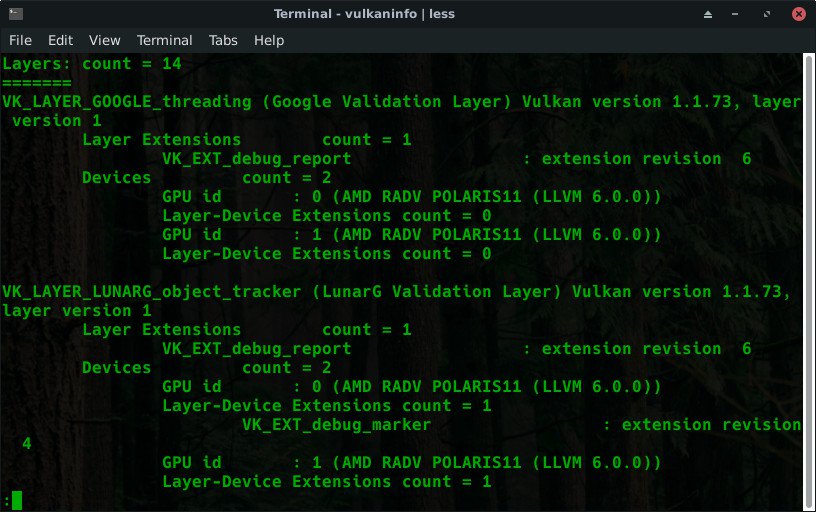 Terminal - vulkaninfo | less
File Edit View Terminal Tabs Help
Layers: count = 14
=======
VK_LAYER_GOOGLE_threading (Google Validation Layer) Vulkan version 1.1.73, layer
 version 1
        Layer Extensions        count = 1
                VK_EXT_debug_report                 : extension revision  6
        Devices         count = 2
                GPU id       : 0 (AMD RADV POLARIS11 (LLVM 6.0.0))
                Layer-Device Extensions count = 0
                GPU id       : 1 (AMD RADV POLARIS11 (LLVM 6.0.0))
                Layer-Device Extensions count = 0

VK_LAYER_LUNARG_object_tracker (LunarG Validation Layer) Vulkan version 1.1.73,
layer version 1
        Layer Extensions        count = 1
                VK_EXT_debug_report                 : extension revision  6
        Devices         count = 2
                GPU id       : 0 (AMD RADV POLARIS11 (LLVM 6.0.0))
                Layer-Device Extensions count = 1
                        VK_EXT_debug_marker                 : extension revision
  4
                GPU id       : 1 (AMD RADV POLARIS11 (LLVM 6.0.0))
                Layer-Device Extensions count = 1
: